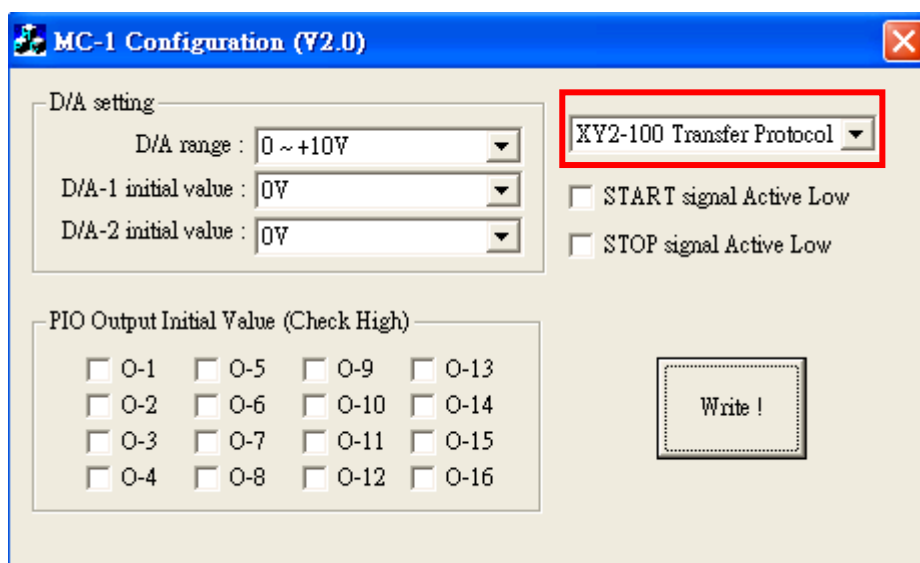 MC-1 Configuration (V2.0)
D/A setting
D/A range : 0 ~ +10V
D/A-1 initial value : 0V
D/A-2 initial value : 0V
XY2-100 Transfer Protocol
START signal Active Low
STOP signal Active Low
PIO Output Initial Value (Check High)
O-1 O-5 O-9 O-13
O-2 O-6 O-10 O-14
O-3 O-7 O-11 O-15
O-4 O-8 O-12 O-16
Write !